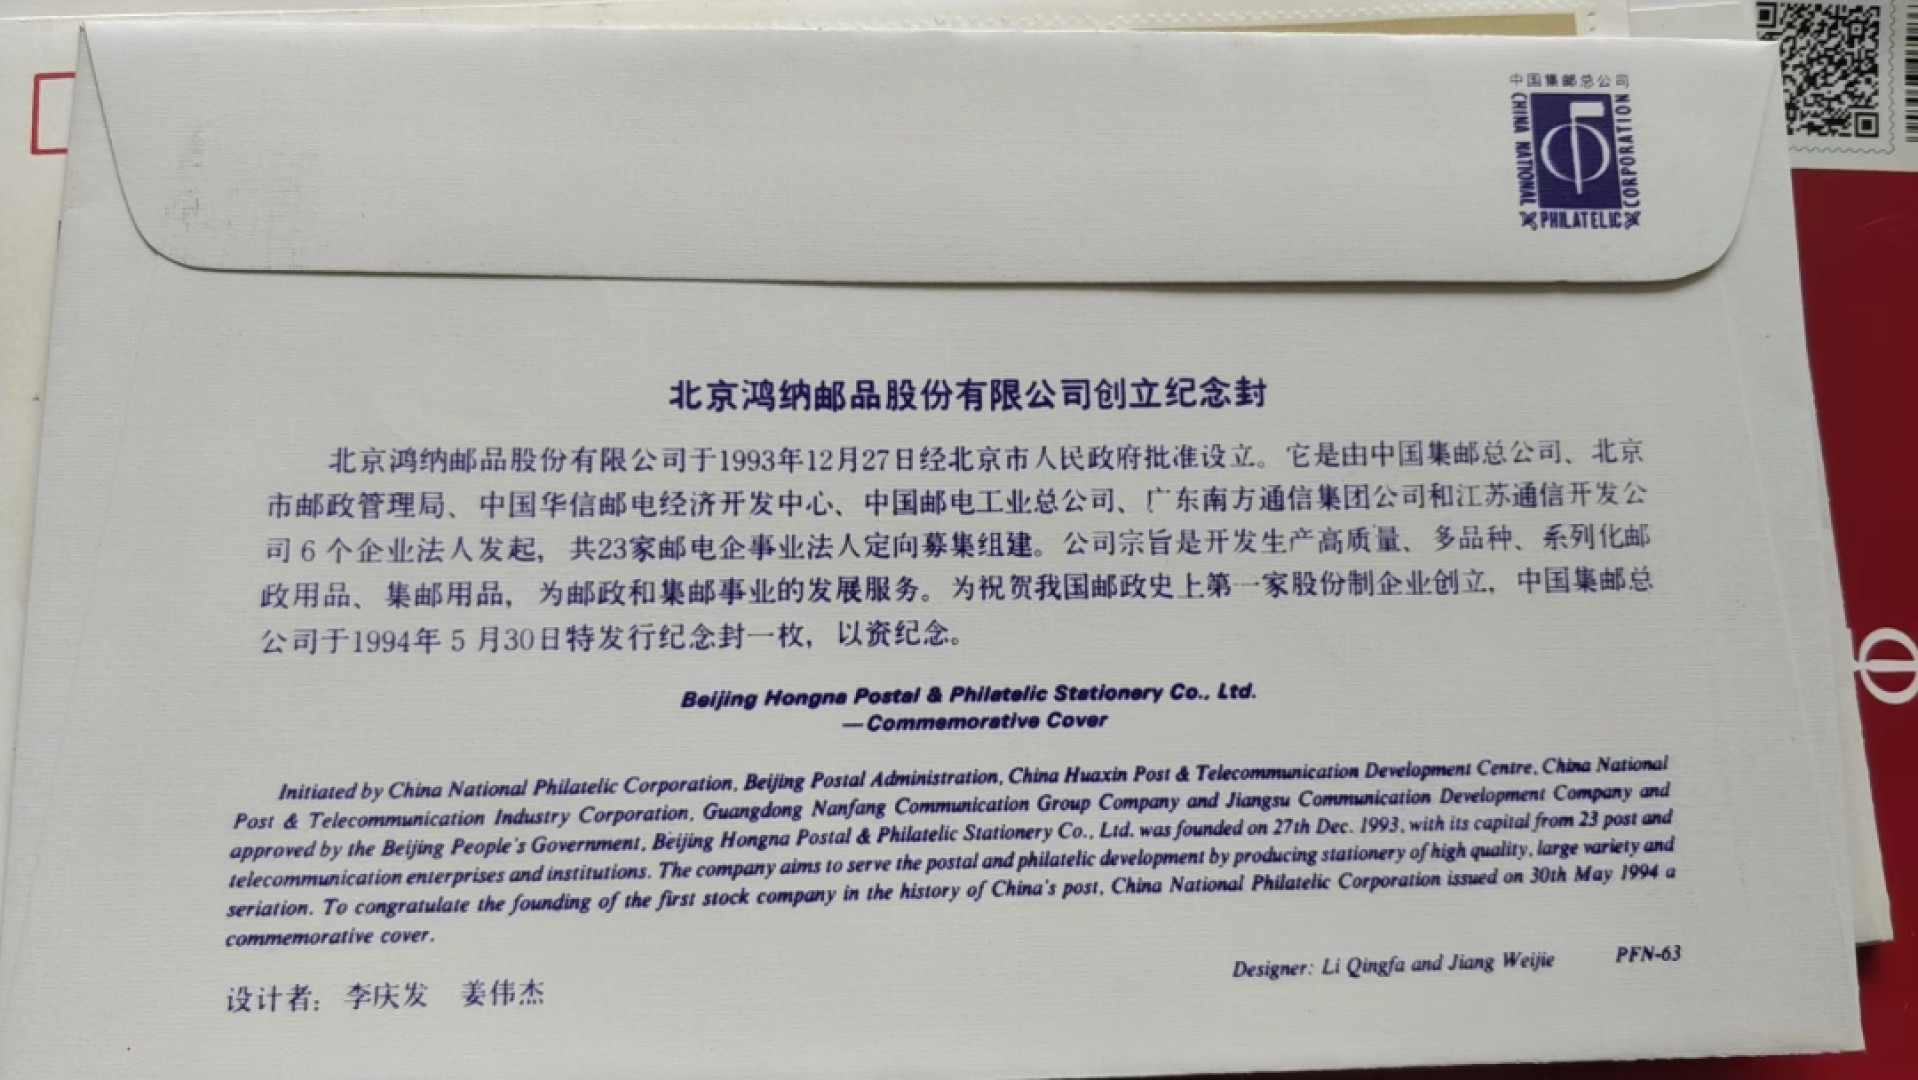 中国集邮总公司
CHINA NATIONAL
PHILATELIC
CORPORATION
北京鸿纳邮品股份有限公司创立纪念封
北京鸿纳邮品股份有限公司于1993年12月27日经北京市人民政府批准设立。它是由中国集邮总公司、北京
市邮政管理局、中国华信邮电经济开发中心、中国邮电工业总公司、广东南方通信集团公司和江苏通信开发公
司6个企业法人发起，共23家邮电企事业法人定向募集组建。公司宗旨是开发生产高质量、多品种、系列化邮
政用品、集邮用品，为邮政和集邮事业的发展服务。为祝贺我国邮政史上第一家股份制企业创立，中国集邮总
公司于1994年5月30日特发行纪念封一枚，以资纪念。
Beijing Hongna Postal & Philatelic Stationery Co., Ltd.
—Commemorative Cover
Initiated by China National Philatelic Corporation, Beijing Postal Administration, China Huaxin Post & Telecommunication Development Centre, China National
Post & Telecommunication Industry Corporation, Guangdong Nanfang Communication Group Company and Jiangsu Communication Development Company and
approved by the Beijing People's Government, Beijing Hongna Postal & Philatelic Stationery Co., Ltd. was founded on 27th Dec. 1993, with its capital from 23 post and
telecommunication enterprises and institutions. The company aims to serve the postal and philatelic development by producing stationery of high quality, large variety and
seriation. To congratulate the founding of the first stock company in the history of China's post, China National Philatelic Corporation issued on 30th May 1994 a
commemorative cover.
Designer: Li Qingfa and Jiang Weijie PFN-63
设计者：李庆发 姜伟杰